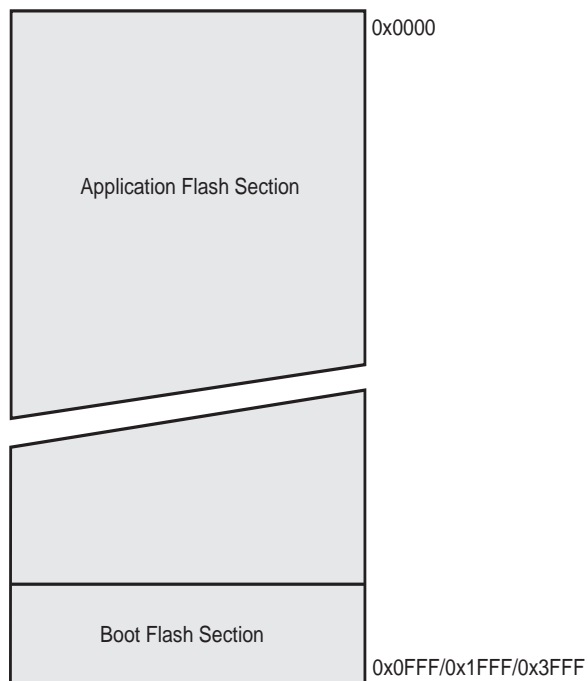 0x0000
Application Flash Section
Boot Flash Section
0x0FFF/0x1FFF/0x3FFF